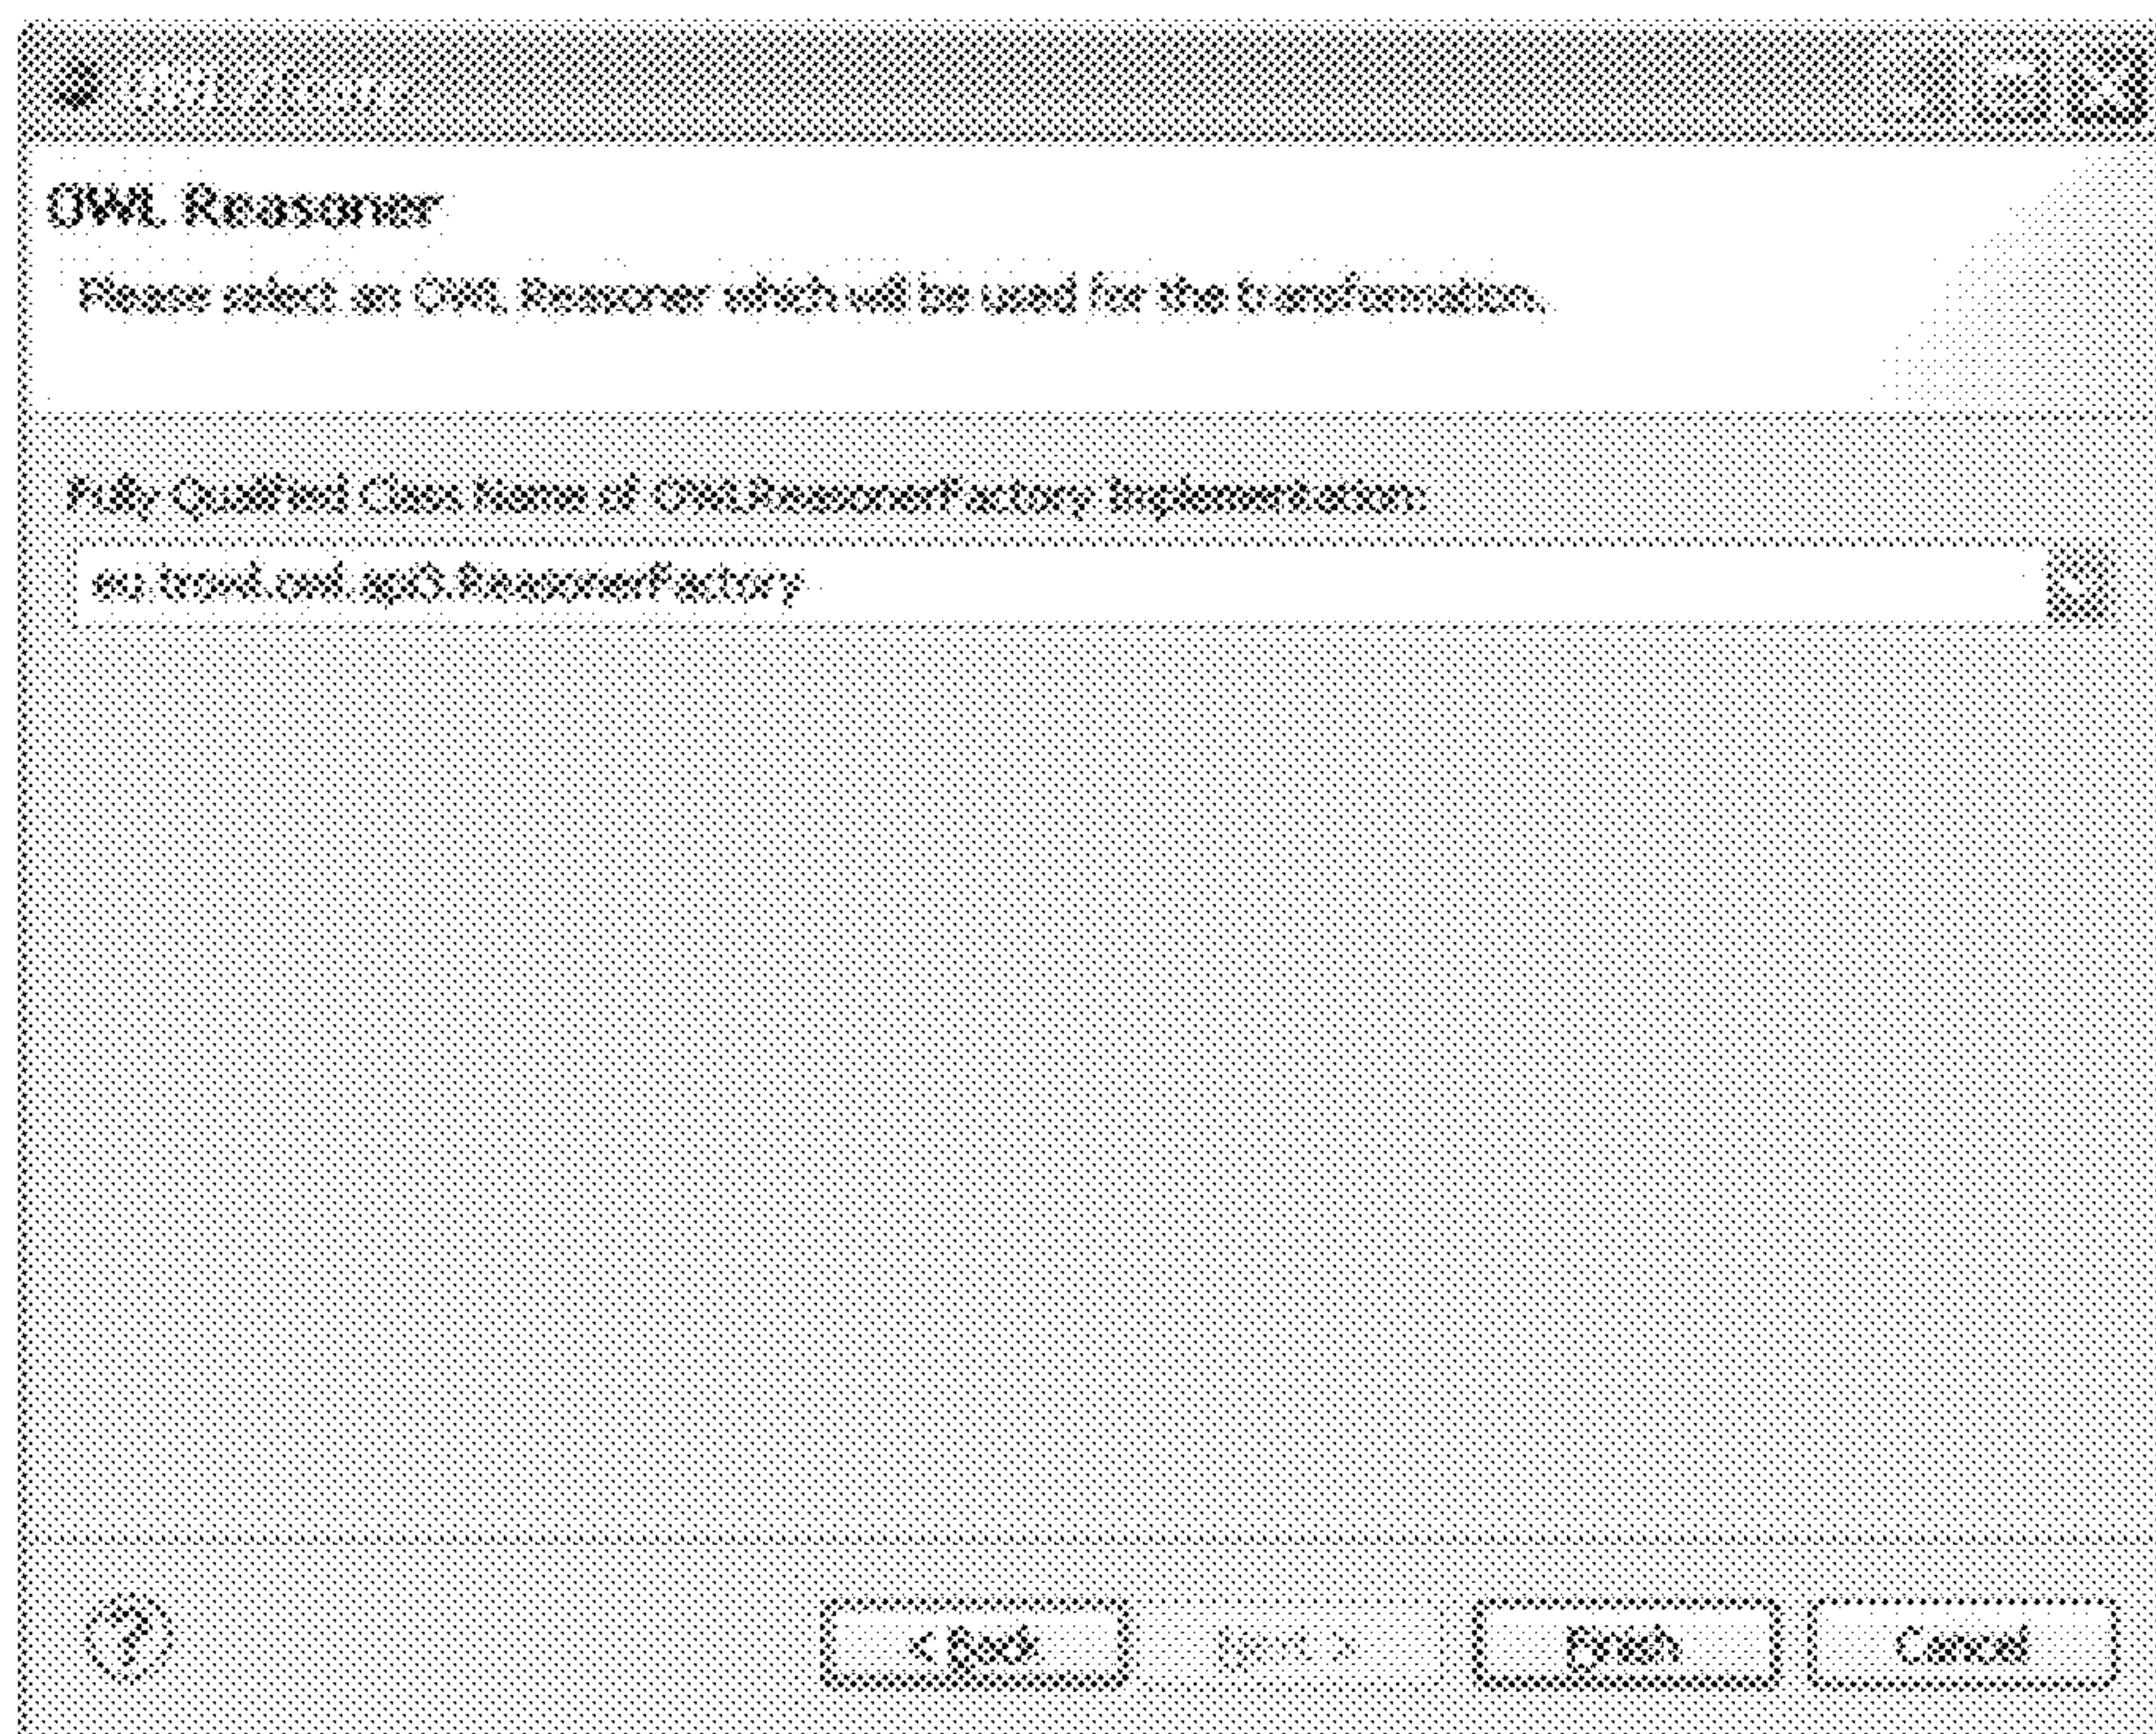 OWL Reasoner
Please select an OWL Reasoner which will be used for the transformation.
Fully Qualified Class Name of OWLReasonerFactory Implementation:
eu.trowl.owl.api3.ReasonerFactory
?
< Back
Next >
Finish
Cancel